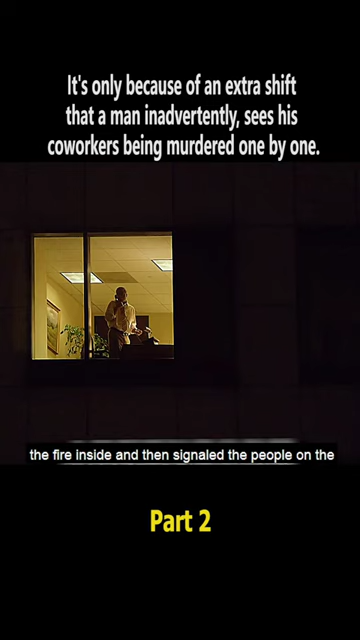 It's only because of an extra shift
that a man inadvertently, sees his
coworkers being murdered one by one.
the fire inside and then signaled the people on the
Part 2